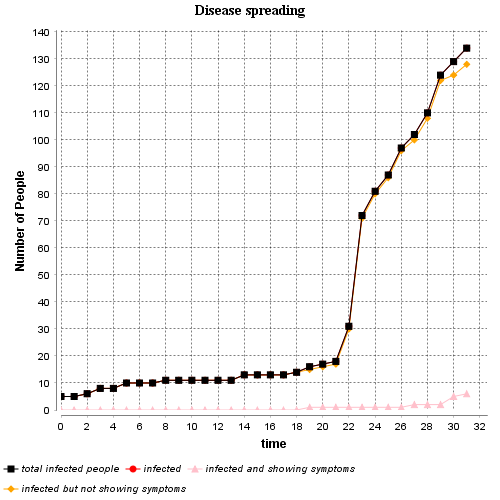 Disease spreading
140
130
120
110
100
90
80
70
60
50
40
30
20
10
0
Number of People
0 2 4 6 8 10 12 14 16 18 20 22 24 26 28 30 32
time
total infected people infected infected and showing symptoms
infected but not showing symptoms